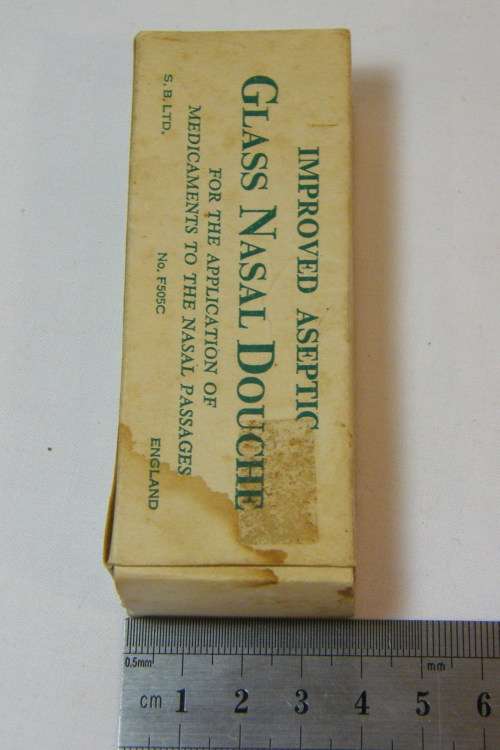 IMPROVED ASEPTIC
GLASS NASAL DOUCHE
FOR THE APPLICATION OF
MEDICAMENTS TO THE NASAL PASSAGES
S. B. LTD. No. F505C ENGLAND
0.5mm mm
cm 1 2 3 4 5 6